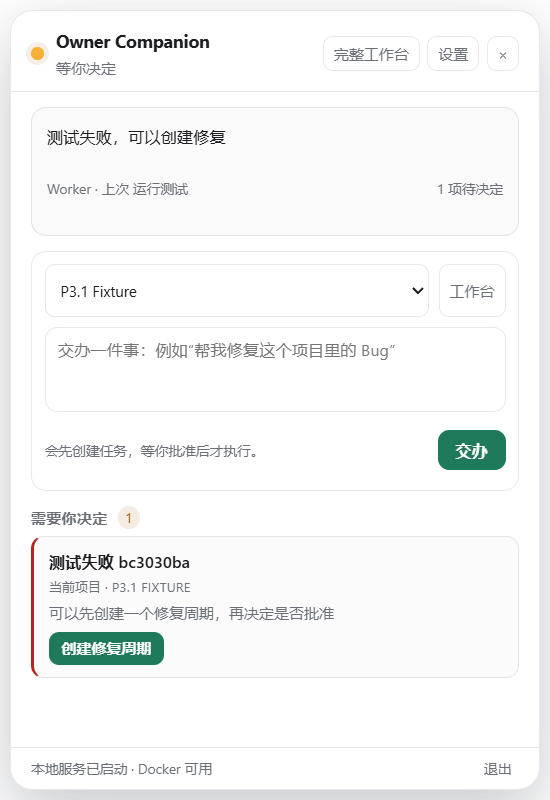 Owner Companion
等你决定
完整工作台
设置
×
测试失败，可以创建修复
Worker · 上次 运行测试
1 项待决定
P3.1 Fixture
工作台
交办一件事：例如“帮我修复这个项目里的 Bug”
会先创建任务，等你批准后才执行。
交办
需要你决定 1
测试失败 bc3030ba
当前项目 · P3.1 FIXTURE
可以先创建一个修复周期，再决定是否批准
创建修复周期
本地服务已启动 · Docker 可用
退出